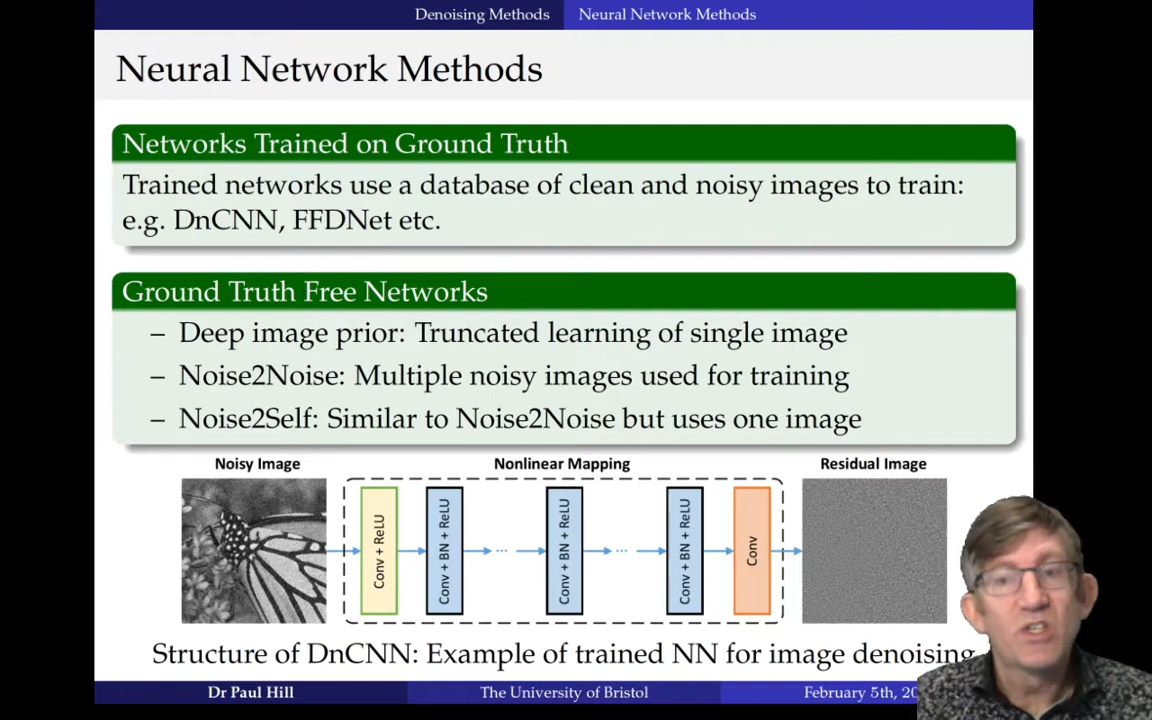 Denoising Methods Neural Network Methods
Neural Network Methods
Networks Trained on Ground Truth
Trained networks use a database of clean and noisy images to train:
e.g. DnCNN, FFDNet etc.
Ground Truth Free Networks
– Deep image prior: Truncated learning of single image
– Noise2Noise: Multiple noisy images used for training
– Noise2Self: Similar to Noise2Noise but uses one image
Noisy Image Nonlinear Mapping Residual Image
Conv + ReLU
Conv + BN + ReLU
...
Conv + BN + ReLU
...
Conv + BN + ReLU
Conv
Structure of DnCNN: Example of trained NN for image denoising
Dr Paul Hill The University of Bristol February 5th,